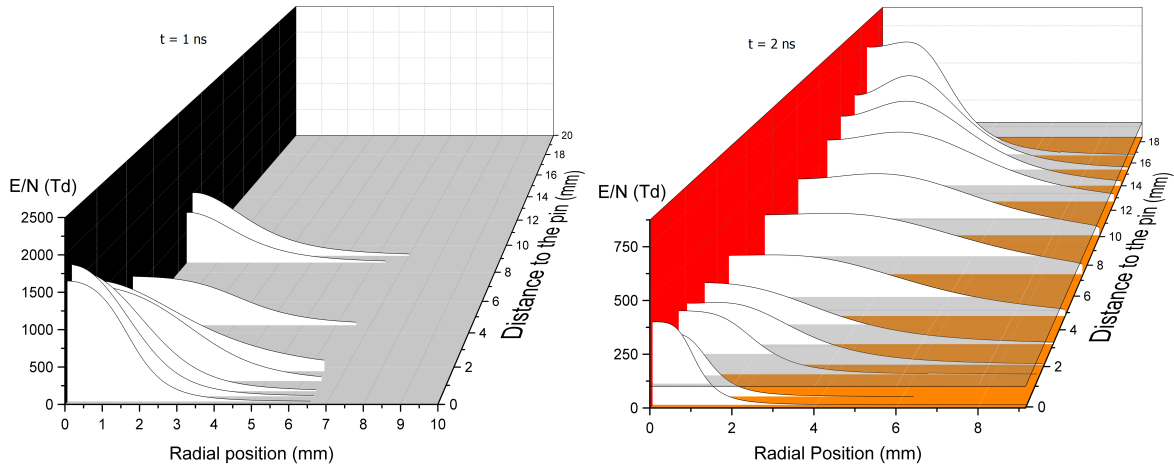 t = 1 ns
E/N (Td)
2500
2000
1500
1000
500
0
0 1 2 3 4 5 6 7 8 9 10
Radial position (mm)
0 2 4 6 8 10 12 14 16 18 20
Distance to the pin (mm)
t = 2 ns
E/N (Td)
750
500
250
0
0 2 4 6 8
Radial Position (mm)
0 2 4 6 8 10 12 14 16 18
Distance to the pin (mm)